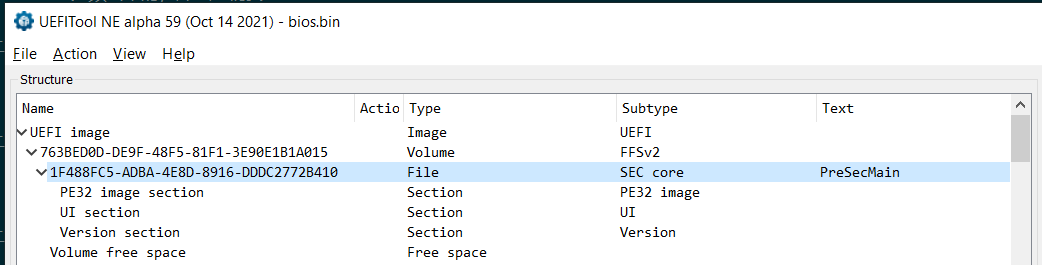 UEFITool NE alpha 59 (Oct 14 2021) - bios.bin
File Action View Help
Structure
Name Actio Type Subtype Text
UEFI image Image UEFI
763BED0D-DE9F-48F5-81F1-3E90E1B1A015 Volume FFSv2
1F488FC5-ADBA-4E8D-8916-DDDC2772B410 File SEC core PreSecMain
PE32 image section Section PE32 image
UI section Section UI
Version section Section Version
Volume free space Free space